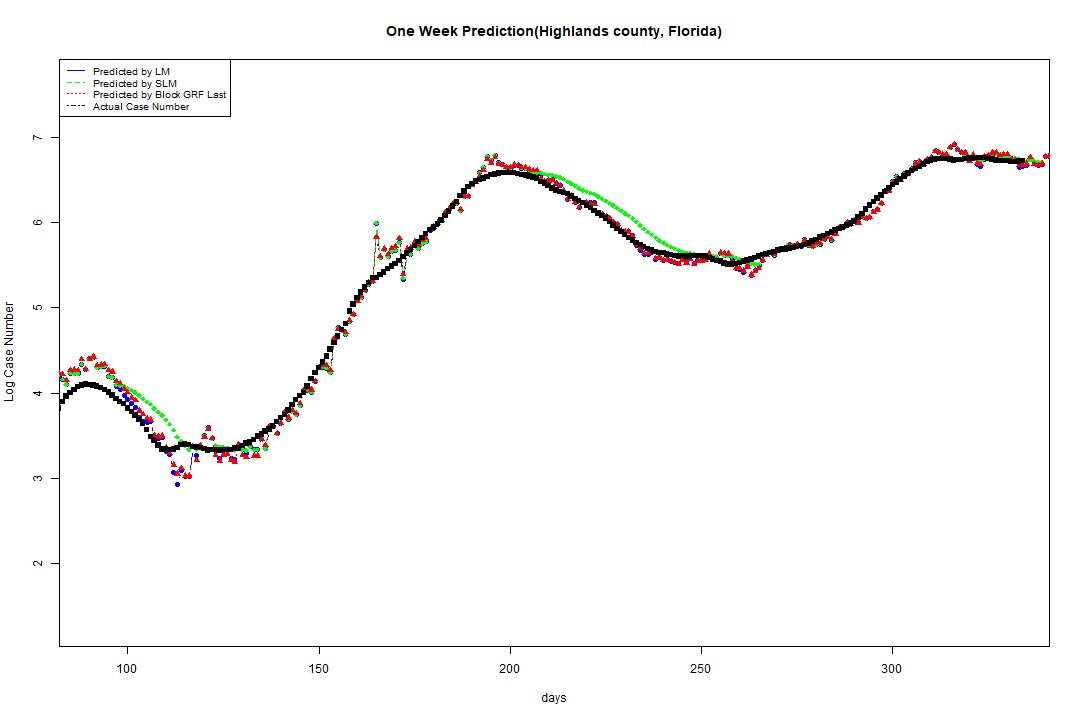 One Week Prediction(Highlands county, Florida)
Predicted by LM
Predicted by SLM
Predicted by Block GRF Last
Actual Case Number
7
6
5
4
3
2
Log Case Number
100 150 200 250 300
days